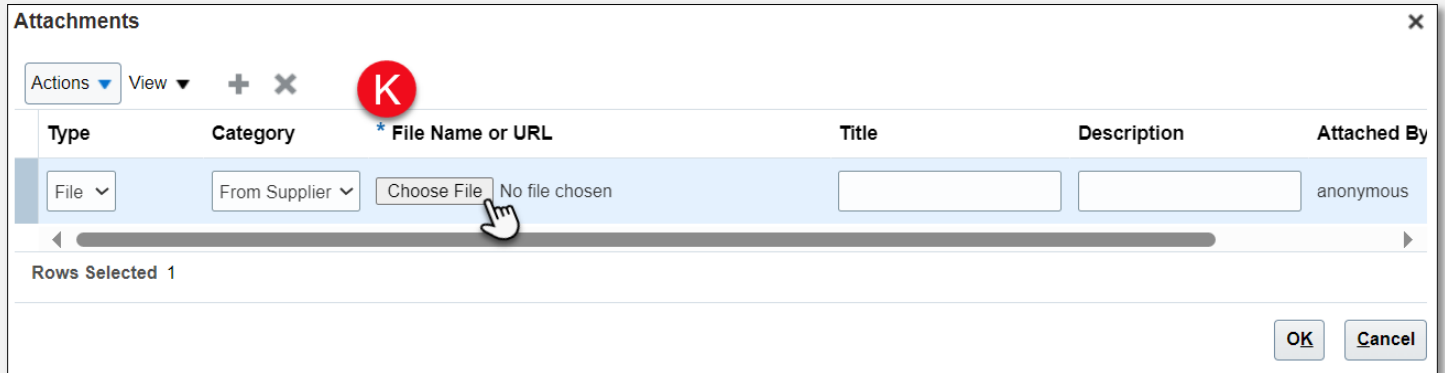 Attachments
Actions View
K
Type Category * File Name or URL Title Description Attached By
File From Supplier Choose File No file chosen anonymous
Rows Selected 1
OK Cancel